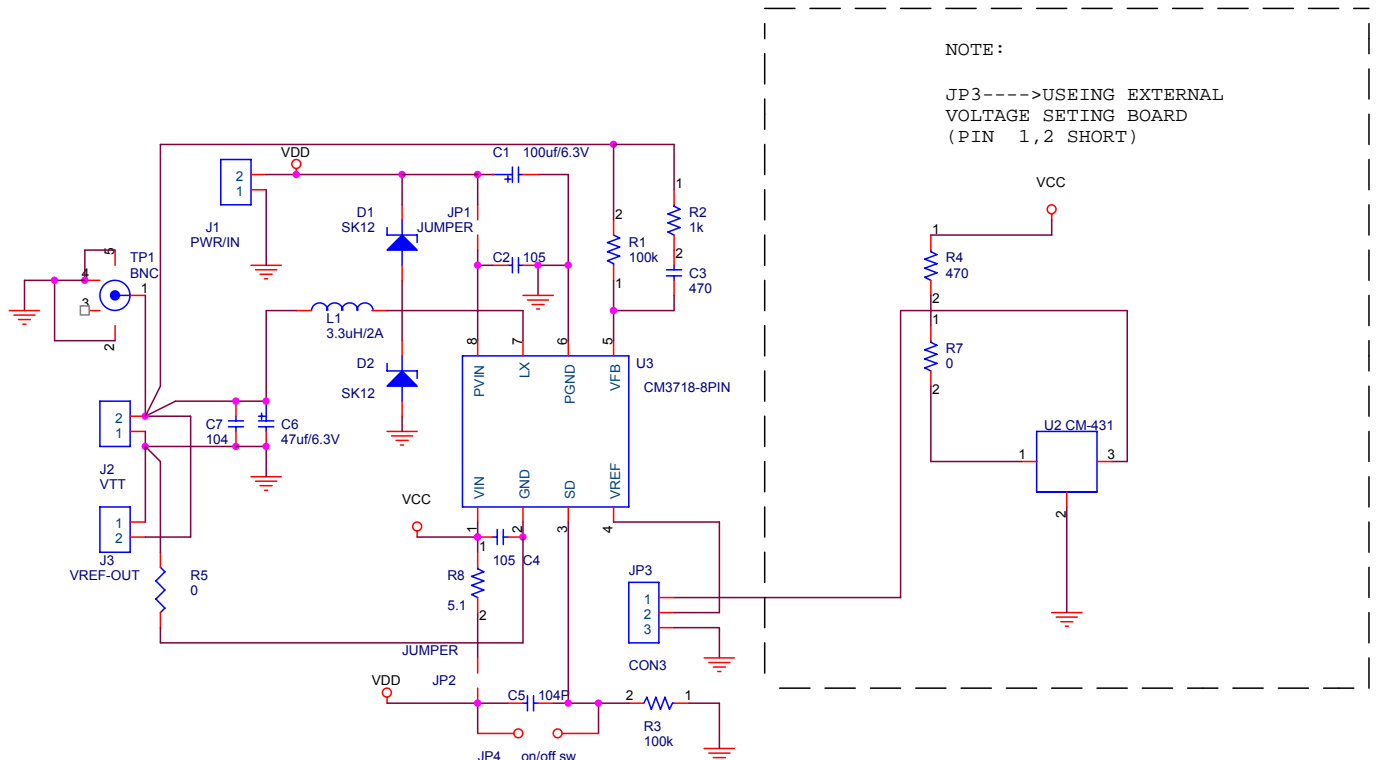 NOTE:
JP3---->USEING EXTERNAL
VOLTAGE SETING BOARD
(PIN 1,2 SHORT)
VCC
VDD
C1 100uf/6.3V
2
1
J1
PWR/IN
D1
SK12
JP1
JUMPER
C2 105
2
R1
100k
1
1
R2
1k
2
C3
470
TP1
BNC
5
4
3
1
2
L1
3.3uH/2A
D2
SK12
8
7
6
5
PVIN
LX
PGND
VFB
U3
CM3718-8PIN
VIN
GND
SD
VREF
1
2
3
4
2
1
J2
VTT
C7
104
C6
47uf/6.3V
1
2
J3
VREF-OUT
R5
0
VCC
105 C4
1
R8
5.1
2
JUMPER
JP2
VDD
C5 104P
JP4 on/off sw
2
1
R3
100k
JP3
1
2
3
CON3
1
R4
470
2
1
R7
0
2
U2 CM-431
1
3
2